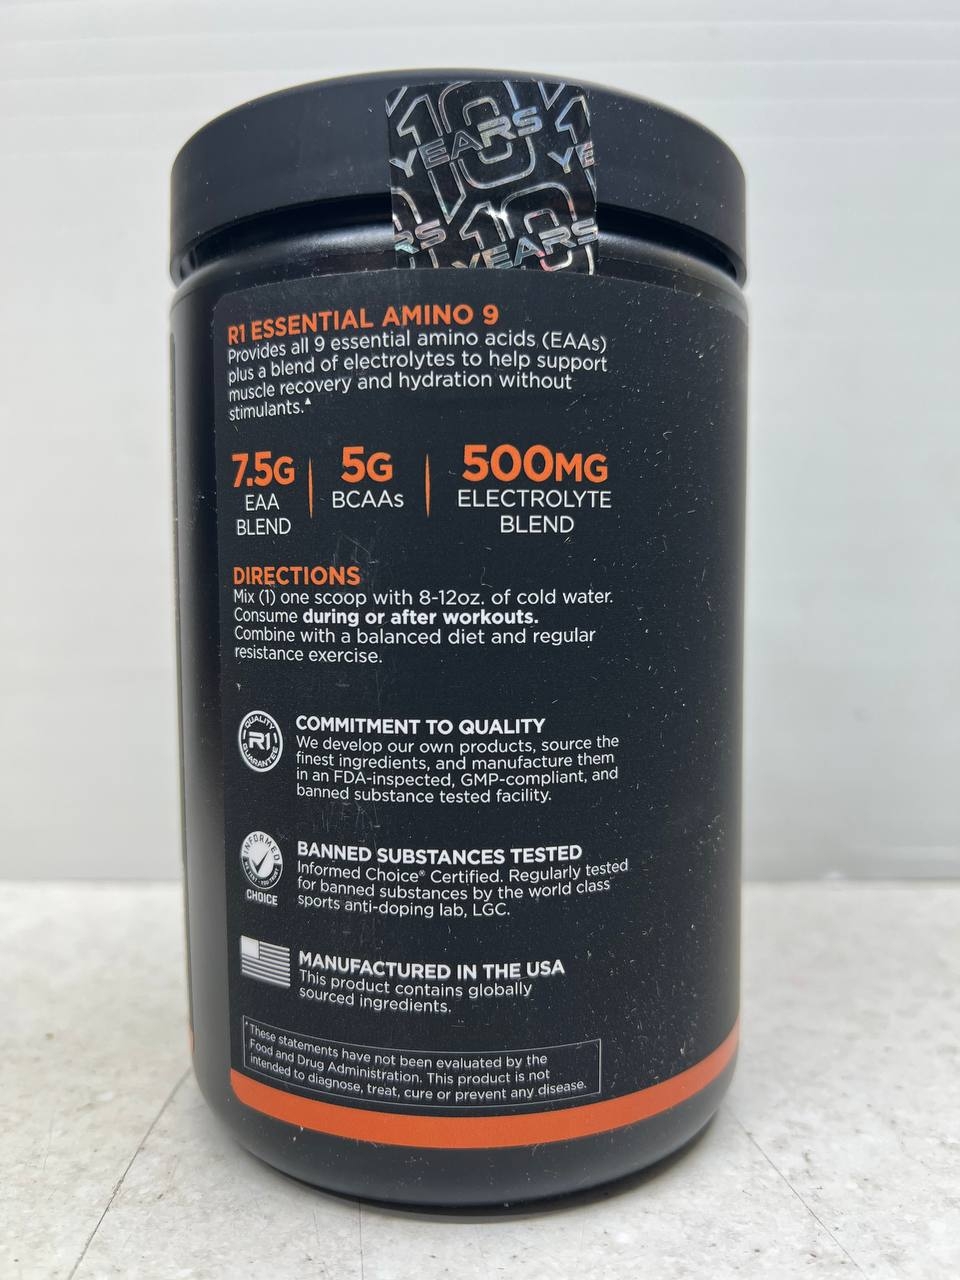 10
YEARS
1
YE
RS
10
YEARS
R1 ESSENTIAL AMINO 9
Provides all 9 essential amino acids (EAAs)
plus a blend of electrolytes to help support
muscle recovery and hydration without
stimulants.▲
7.5G
EAA
BLEND
5G
BCAAs
500MG
ELECTROLYTE
BLEND
DIRECTIONS
Mix (1) one scoop with 8-12oz. of cold water.
Consume during or after workouts.
Combine with a balanced diet and regular
resistance exercise.
QUALITY
R1
GUARANTEE
COMMITMENT TO QUALITY
We develop our own products, source the
finest ingredients, and manufacture them
in an FDA-inspected, GMP-compliant, and
banned substance tested facility.
INFORMED
CHOICE
BANNED SUBSTANCES TESTED
Informed Choice® Certified. Regularly tested
for banned substances by the world class
sports anti-doping lab, LGC.
MANUFACTURED IN THE USA
This product contains globally
sourced ingredients.
▲These statements have not been evaluated by the
Food and Drug Administration. This product is not
intended to diagnose, treat, cure or prevent any disease.